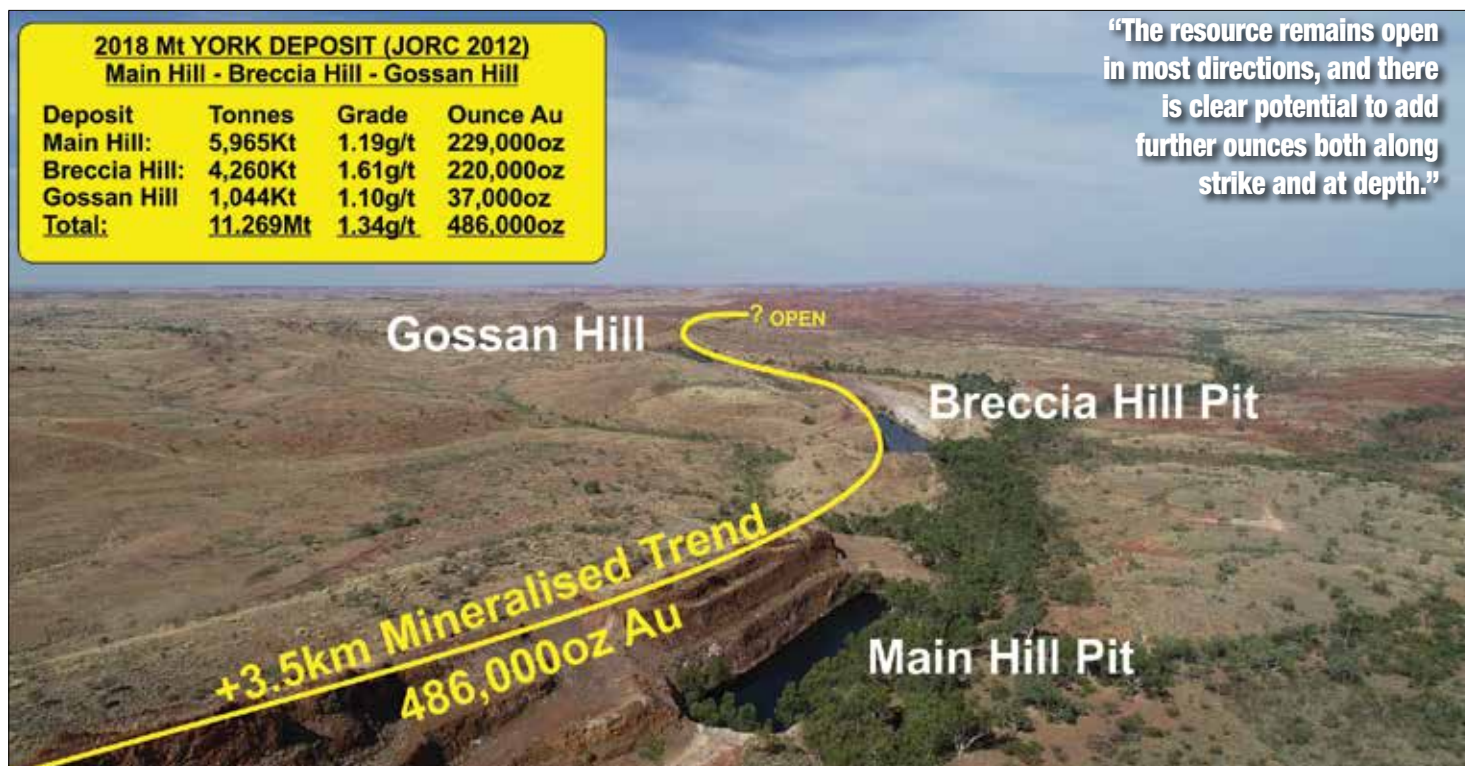 2018 Mt YORK DEPOSIT (JORC 2012)
Main Hill - Breccia Hill - Gossan Hill
Deposit Tonnes Grade Ounce Au
Main Hill: 5,965Kt 1.19g/t 229,000oz
Breccia Hill: 4,260Kt 1.61g/t 220,000oz
Gossan Hill 1,044Kt 1.10g/t 37,000oz
Total: 11.269Mt 1.34g/t 486,000oz
“The resource remains open
in most directions, and there
is clear potential to add
further ounces both along
strike and at depth.”
Gossan Hill
? OPEN
Breccia Hill Pit
+3.5km Mineralised Trend
486,000oz Au
Main Hill Pit